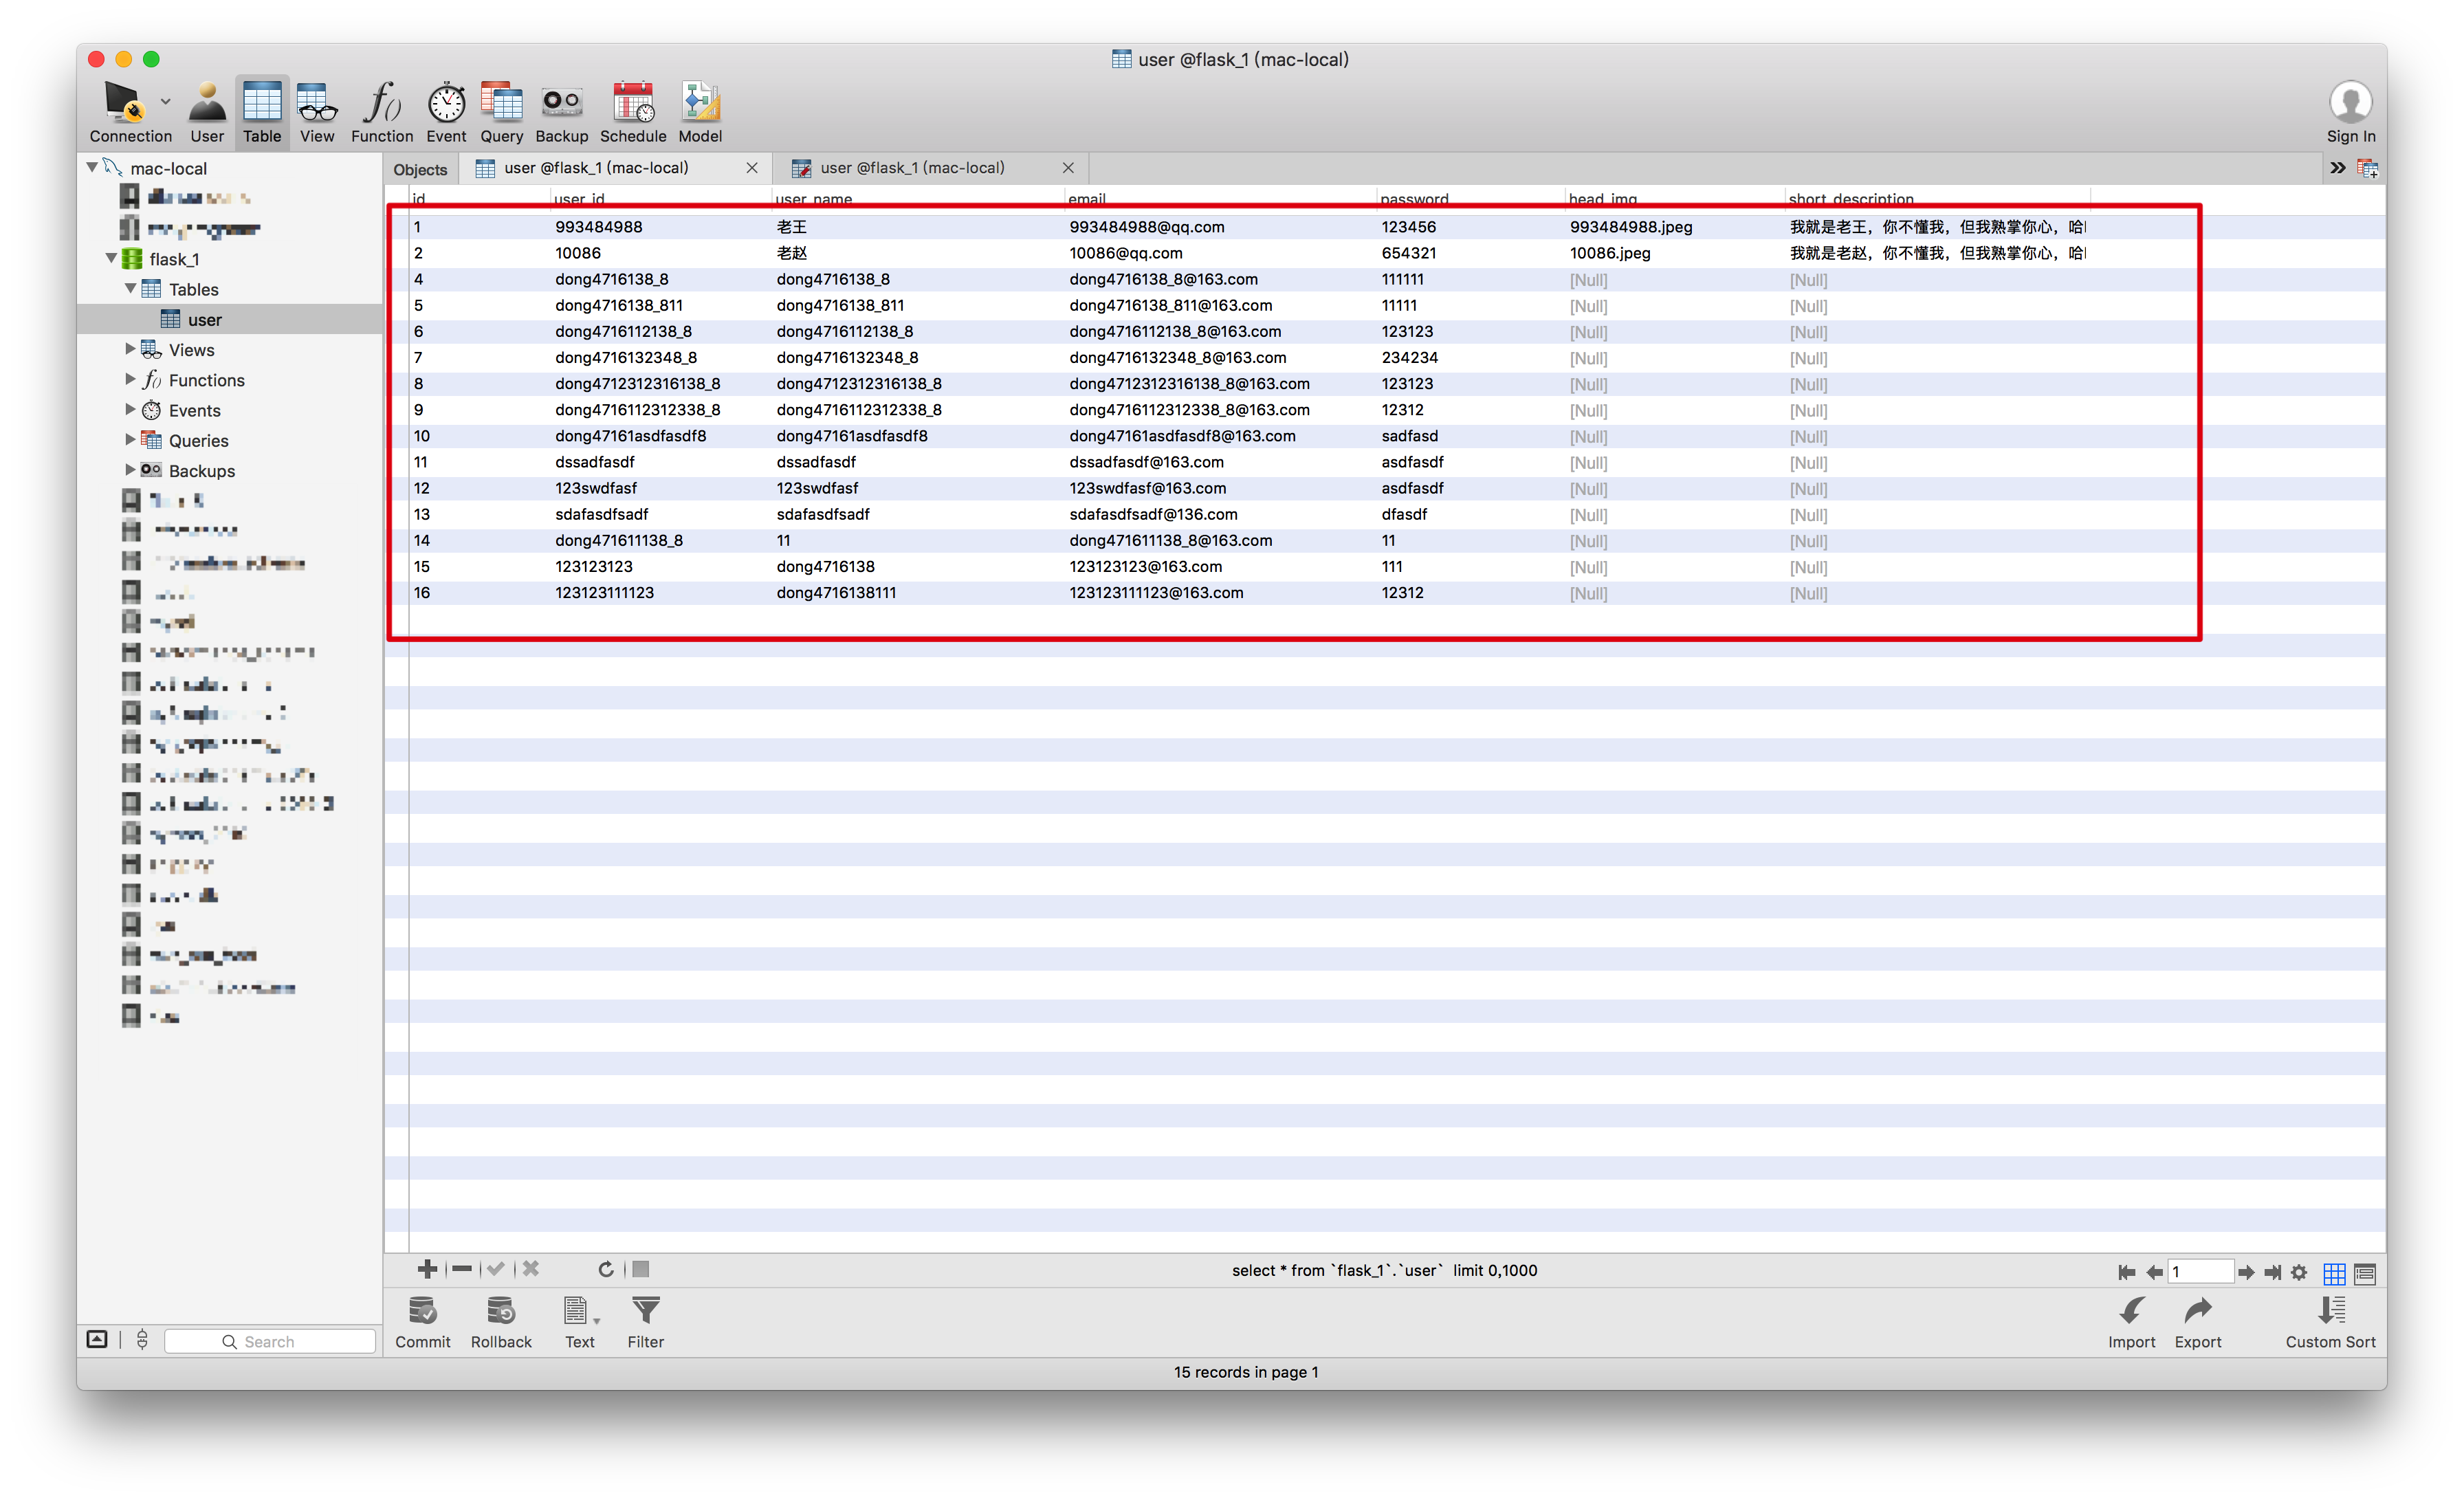 user @flask_1 (mac-local)
Connection User Table View Function Event Query Backup Schedule Model Sign In
mac-local
flask_1
Tables
user
Views
Functions
Events
Queries
Backups
Objects user @flask_1 (mac-local) user @flask_1 (mac-local)
id user_id user_name email password head_img short_description
1 993484988 老王 993484988@qq.com 123456 993484988.jpeg 我就是老王，你不懂我，但我熟掌你心，哈
2 10086 老赵 10086@qq.com 654321 10086.jpeg 我就是老赵，你不懂我，但我熟掌你心，哈
4 dong4716138_8 dong4716138_8 dong4716138_8@163.com 111111 [Null] [Null]
5 dong4716138_811 dong4716138_811 dong4716138_811@163.com 11111 [Null] [Null]
6 dong4716112138_8 dong4716112138_8 dong4716112138_8@163.com 123123 [Null] [Null]
7 dong4716132348_8 dong4716132348_8 dong4716132348_8@163.com 234234 [Null] [Null]
8 dong4712312316138_8 dong4712312316138_8 dong4712312316138_8@163.com 123123 [Null] [Null]
9 dong4716112312338_8 dong4716112312338_8 dong4716112312338_8@163.com 12312 [Null] [Null]
10 dong47161asdfasdf8 dong47161asdfasdf8 dong47161asdfasdf8@163.com sadfasd [Null] [Null]
11 dssadfasdf dssadfasdf dssadfasdf@163.com asdfasdf [Null] [Null]
12 123swdfasf 123swdfasf 123swdfasf@163.com asdfasdf [Null] [Null]
13 sdafasdfsadf sdafasdfsadf sdafasdfsadf@136.com dfasdf [Null] [Null]
14 dong471611138_8 11 dong471611138_8@163.com 11 [Null] [Null]
15 123123123 dong4716138 123123123@163.com 111 [Null] [Null]
16 123123111123 dong4716138111 123123111123@163.com 12312 [Null] [Null]
select * from `flask_1`.`user` limit 0,1000 1
Search Commit Rollback Text Filter Import Export Custom Sort
15 records in page 1